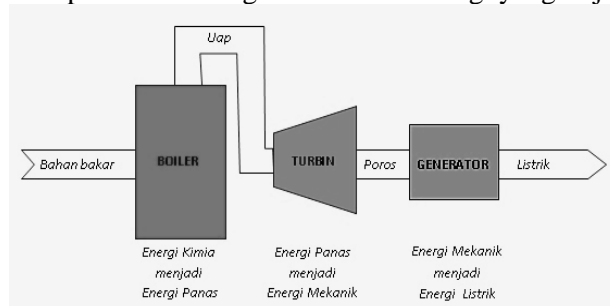 Uap
Bahan bakar
BOILER
TURBIN
Poros
GENERATOR
Listrik
Energi Kimia
menjadi
Energi Panas
Energi Panas
menjadi
Energi Mekanik
Energi Mekanik
menjadi
Energi Listrik